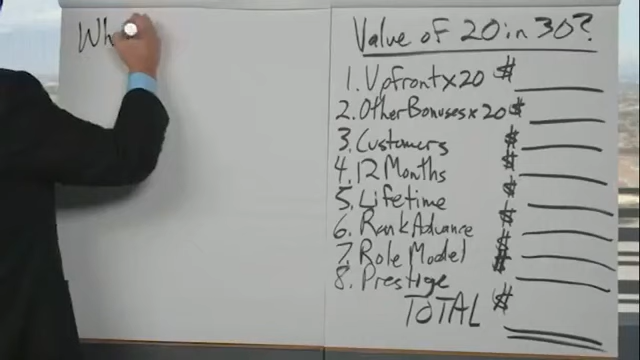 Wh
Value of 20 in 30?
1. Upfront x 20 $
2. Other Bonuses x 20 $
3. Customers $
4. 12 Months $
5. Lifetime $
6. Rank Advance $
7. Role Model $
8. Prestige $
TOTAL $